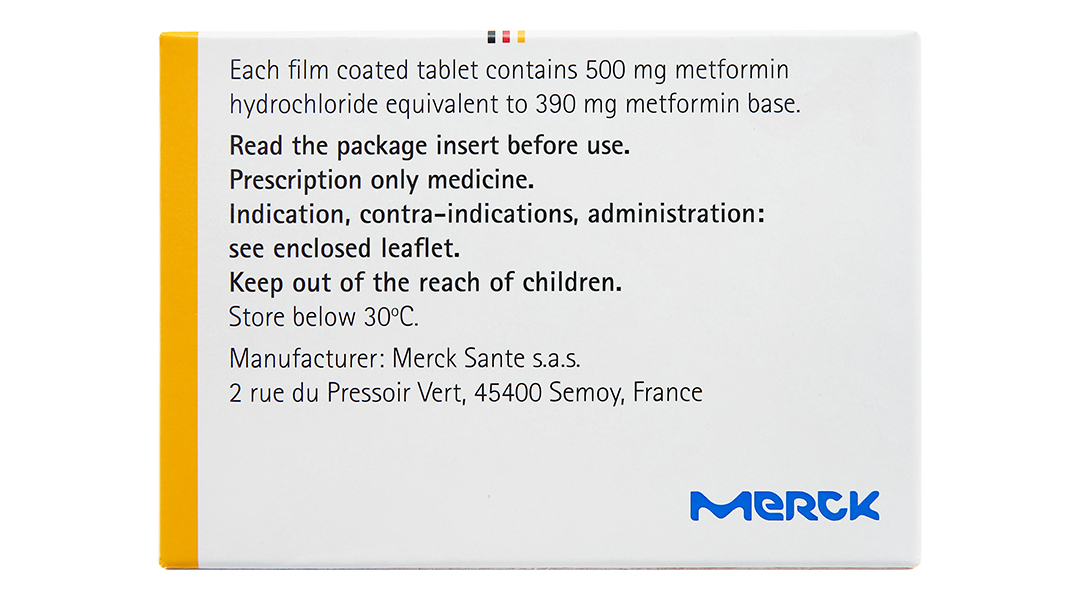 Each film coated tablet contains 500 mg metformin
hydrochloride equivalent to 390 mg metformin base.
Read the package insert before use.
Prescription only medicine.
Indication, contra-indications, administration:
see enclosed leaflet.
Keep out of the reach of children.
Store below 30ºC.
Manufacturer: Merck Sante s.a.s.
2 rue du Pressoir Vert, 45400 Semoy, France
MERCK